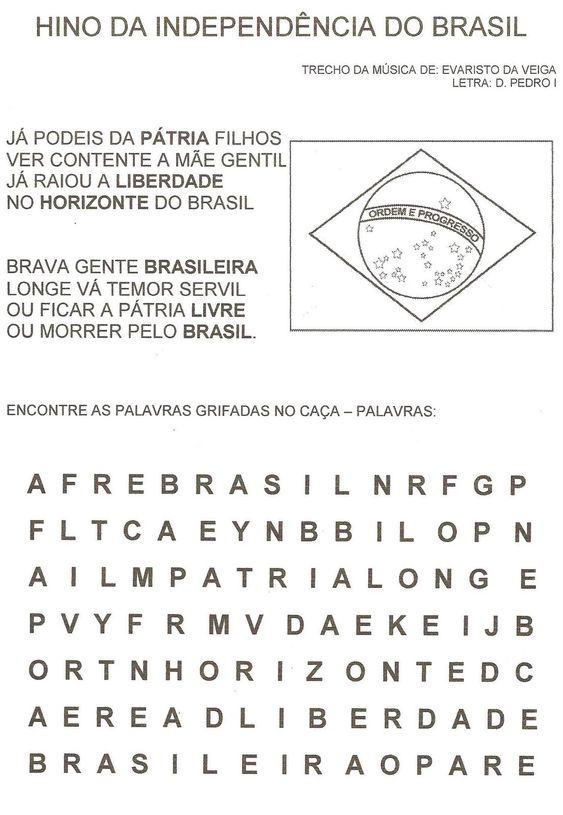 HINO DA INDEPENDÊNCIA DO BRASIL
TRECHO DA MÚSICA DE: EVARISTO DA VEIGA
LETRA: D. PEDRO I
JÁ PODEIS DA PÁTRIA FILHOS
VER CONTENTE A MÃE GENTIL
JÁ RAIOU A LIBERDADE
NO HORIZONTE DO BRASIL
ORDEM E PROGRESSO
BRAVA GENTE BRASILEIRA
LONGE VÁ TEMOR SERVIL
OU FICAR A PÁTRIA LIVRE
OU MORRER PELO BRASIL.
ENCONTRE AS PALAVRAS GRIFADAS NO CAÇA – PALAVRAS:
A F R E B R A S I L N R F G P
F L T C A E Y N B B I L O P N
A I L M P A T R I A L O N G E
P V Y F R M V D A E K E I J B
O R T N H O R I Z O N T E D C
A E R E A D L I B E R D A D E
B R A S I L E I R A O P A R E